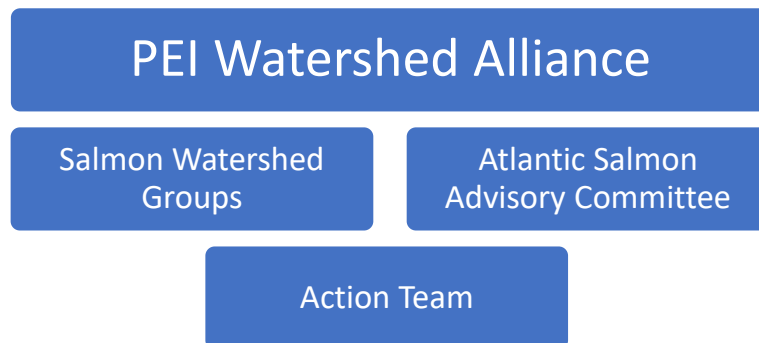 PEI Watershed Alliance
Salmon Watershed
Groups
Atlantic Salmon
Advisory Committee
Action Team